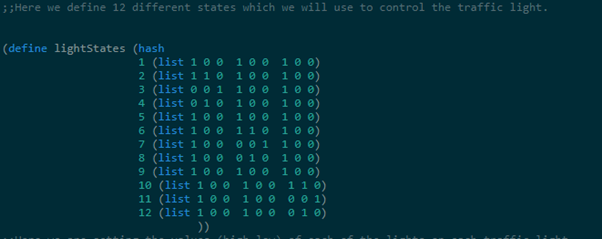 ;;Here we define 12 different states which we will use to control the traffic light.
(define lightStates (hash
1 (list 1 0 0  1 0 0  1 0 0)
2 (list 1 1 0  1 0 0  1 0 0)
3 (list 0 0 1  1 0 0  1 0 0)
4 (list 0 1 0  1 0 0  1 0 0)
5 (list 1 0 0  1 0 0  1 0 0)
6 (list 1 0 0  1 1 0  1 0 0)
7 (list 1 0 0  0 0 1  1 0 0)
8 (list 1 0 0  0 1 0  1 0 0)
9 (list 1 0 0  1 0 0  1 0 0)
10 (list 1 0 0  1 0 0  1 1 0)
11 (list 1 0 0  1 0 0  0 0 1)
12 (list 1 0 0  1 0 0  0 1 0)
))
;;Here we are setting the values (high low) of each of the lights on each traffic light